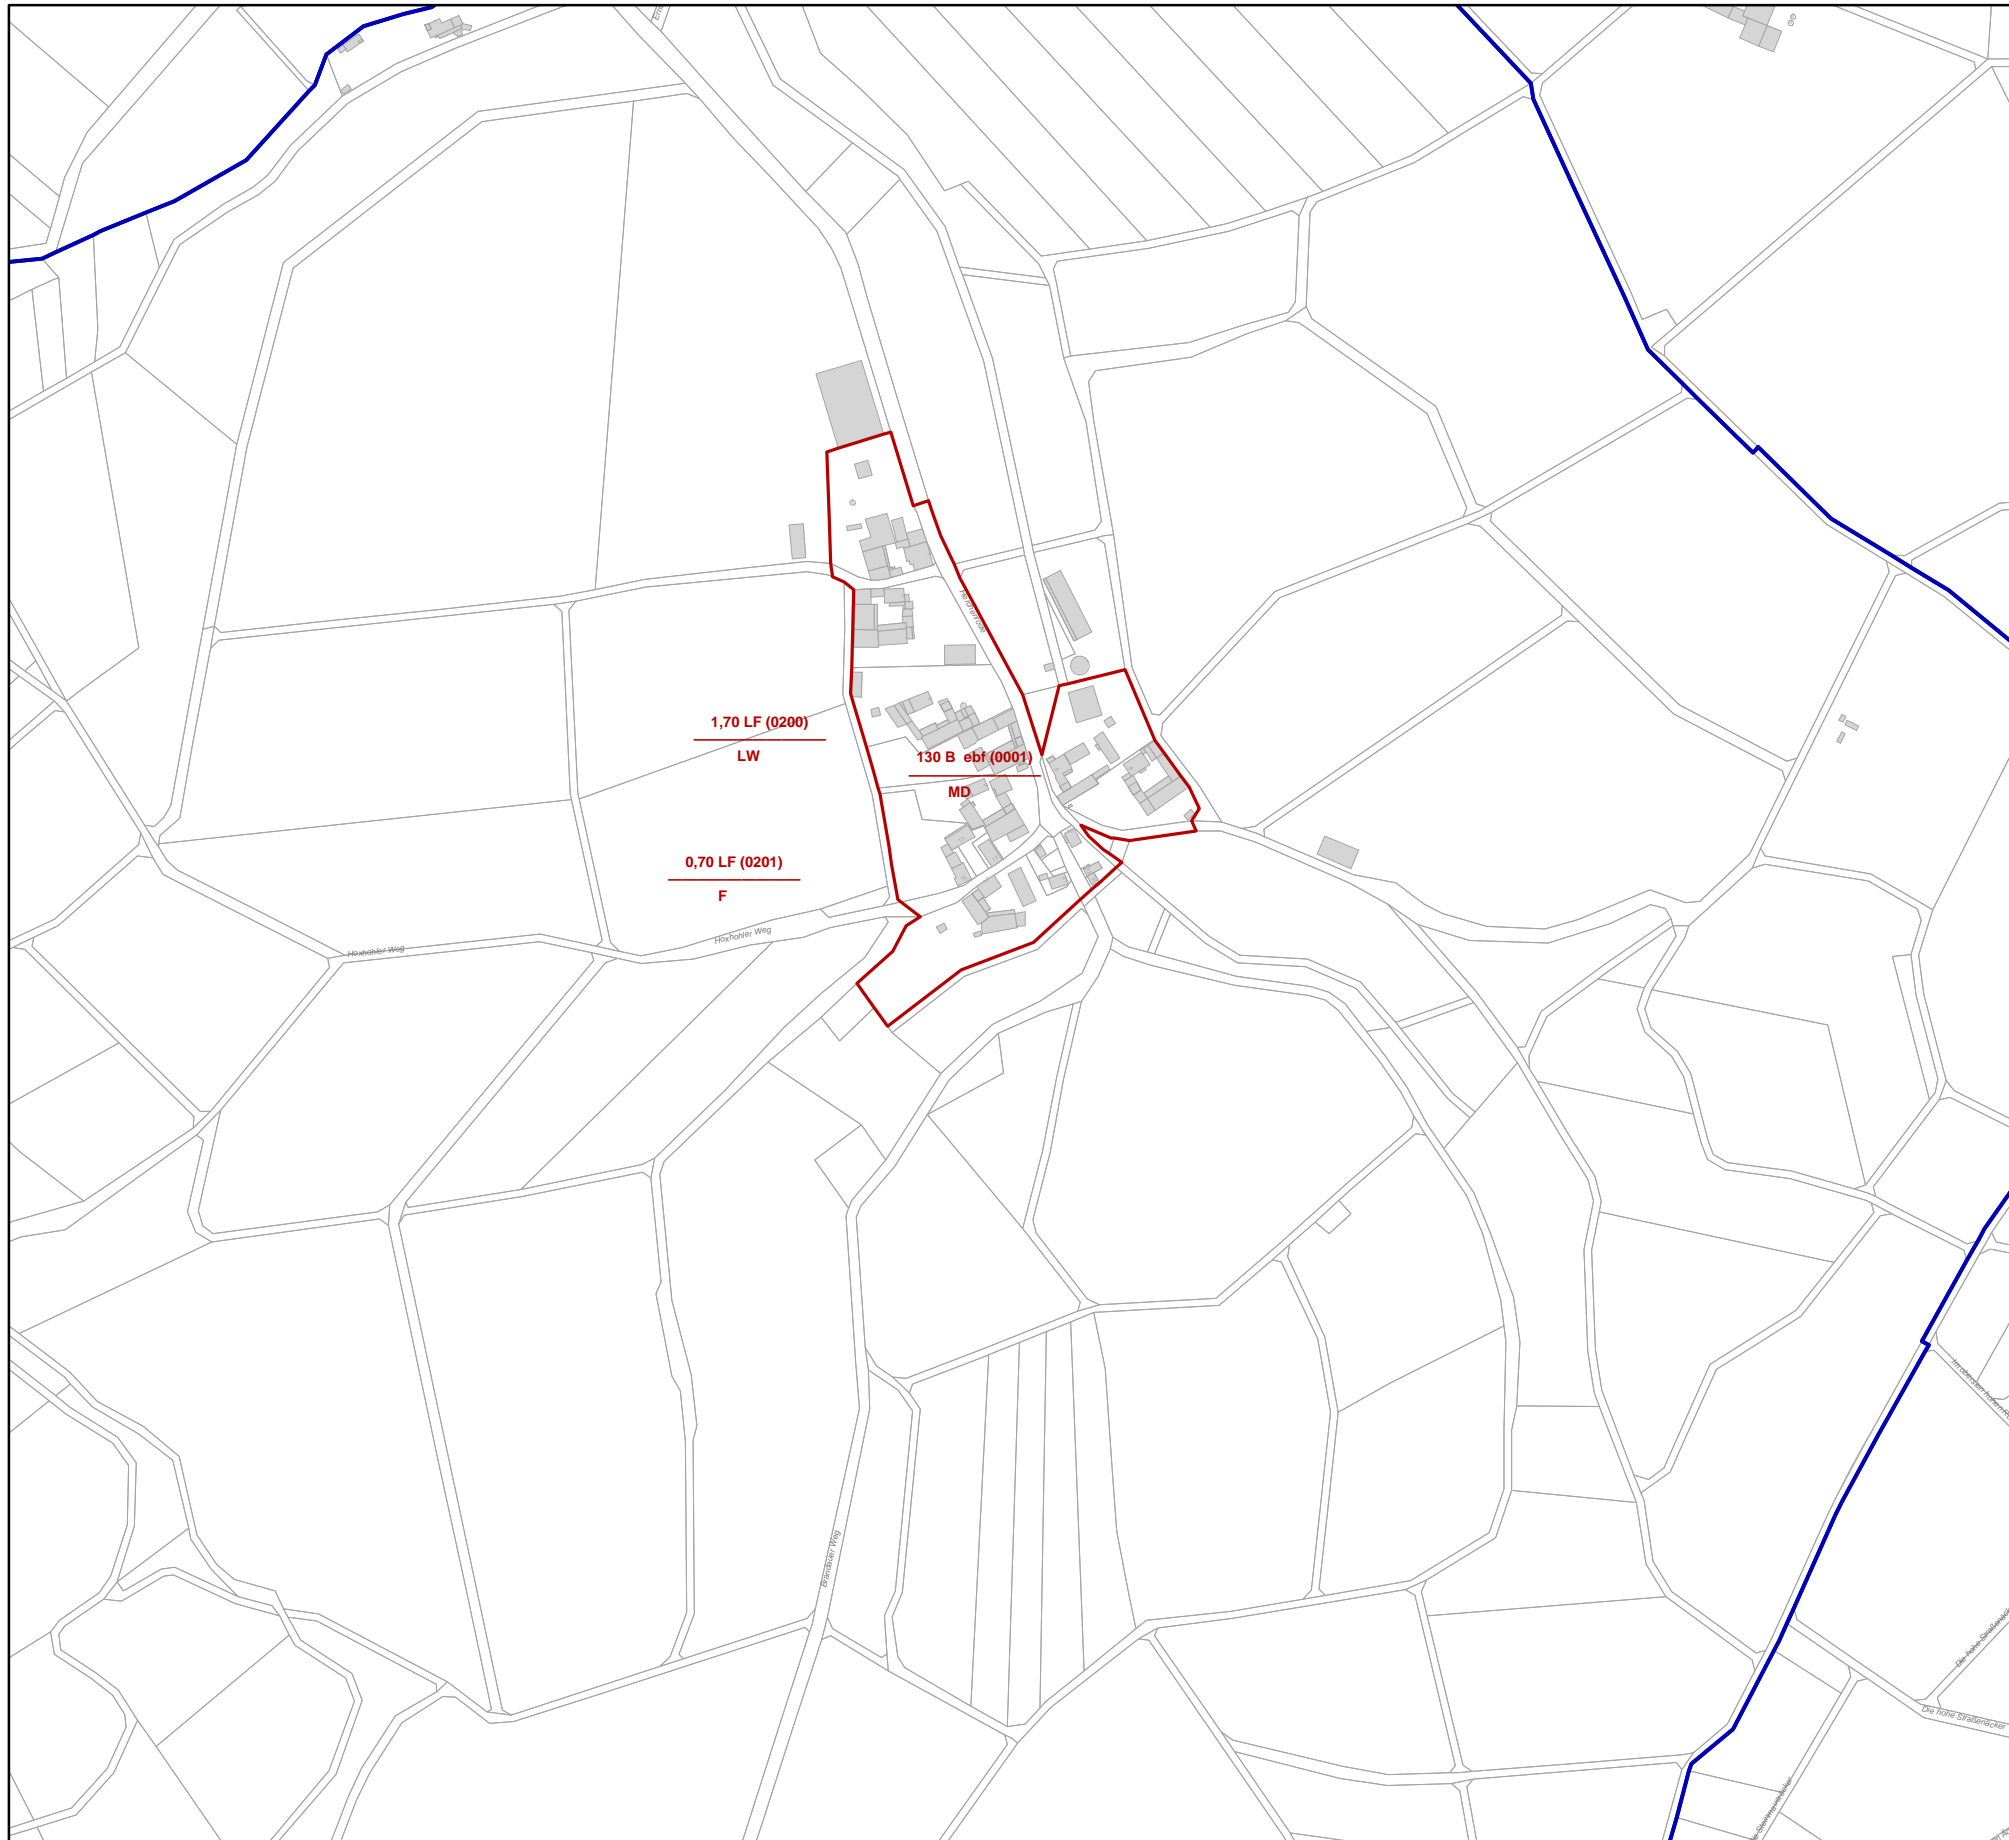 Herchenrode
1,70 LF (0200)
LW
130 B ebf (0001)
MD
0,70 LF (0201)
F
Hoxhohler Weg
Hoxhohler Weg
Brandauer Weg
Die hohe Straßenäcker